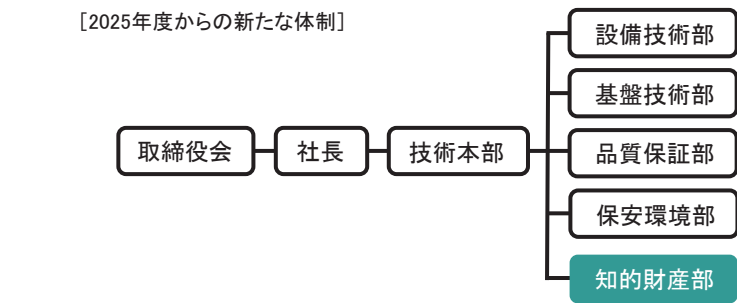 ［2025年度からの新たな体制］
設備技術部
基盤技術部
取締役会
社長
技術本部
品質保証部
保安環境部
知的財産部